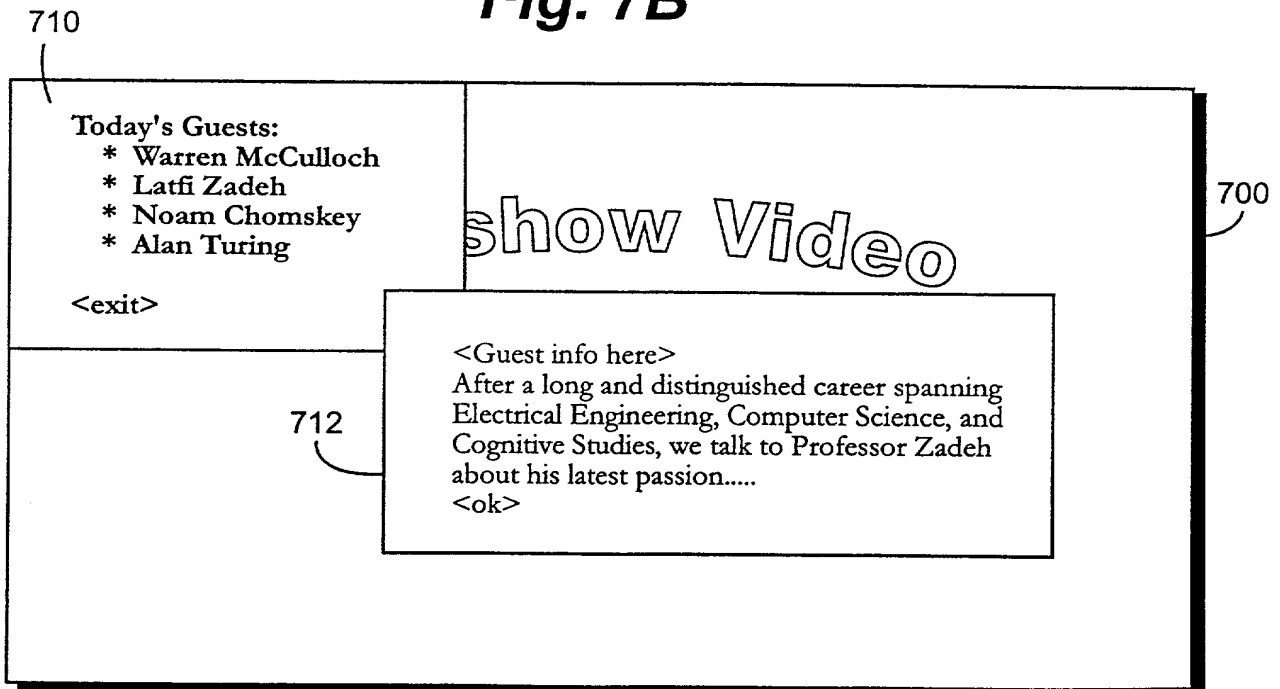 Fig. 7B
710
Today's Guests:
* Warren McCulloch
* Latfi Zadeh
* Noam Chomskey
* Alan Turing
<exit>
show Video
700
<Guest info here>
After a long and distinguished career spanning
Electrical Engineering, Computer Science, and
Cognitive Studies, we talk to Professor Zadeh
about his latest passion.....
<ok>
712